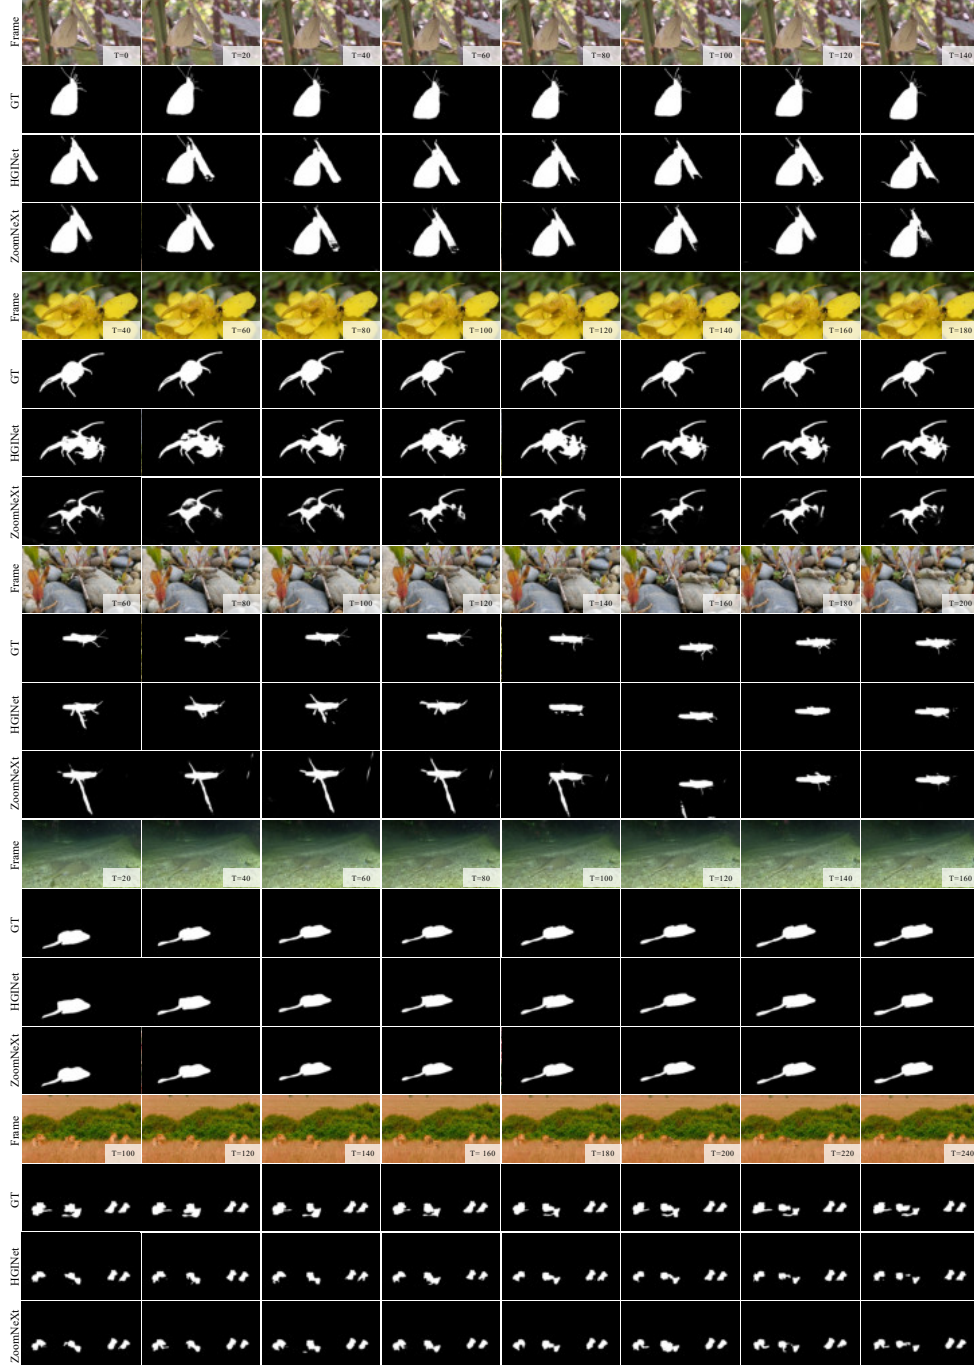 Frame
T=0 T=20 T=40 T=60 T=80 T=100 T=120 T=140
GT
HGINet
ZoomNeXt
Frame
T=40 T=60 T=80 T=100 T=120 T=140 T=160 T=180
GT
HGINet
ZoomNeXt
Frame
T=60 T=80 T=100 T=120 T=140 T=160 T=180 T=200
GT
HGINet
ZoomNeXt
Frame
T=20 T=40 T=60 T=80 T=100 T=120 T=140 T=160
GT
HGINet
ZoomNeXt
Frame
T=100 T=120 T=140 T= 160 T=180 T=200 T=220 T=240
GT
HGINet
ZoomNeXt